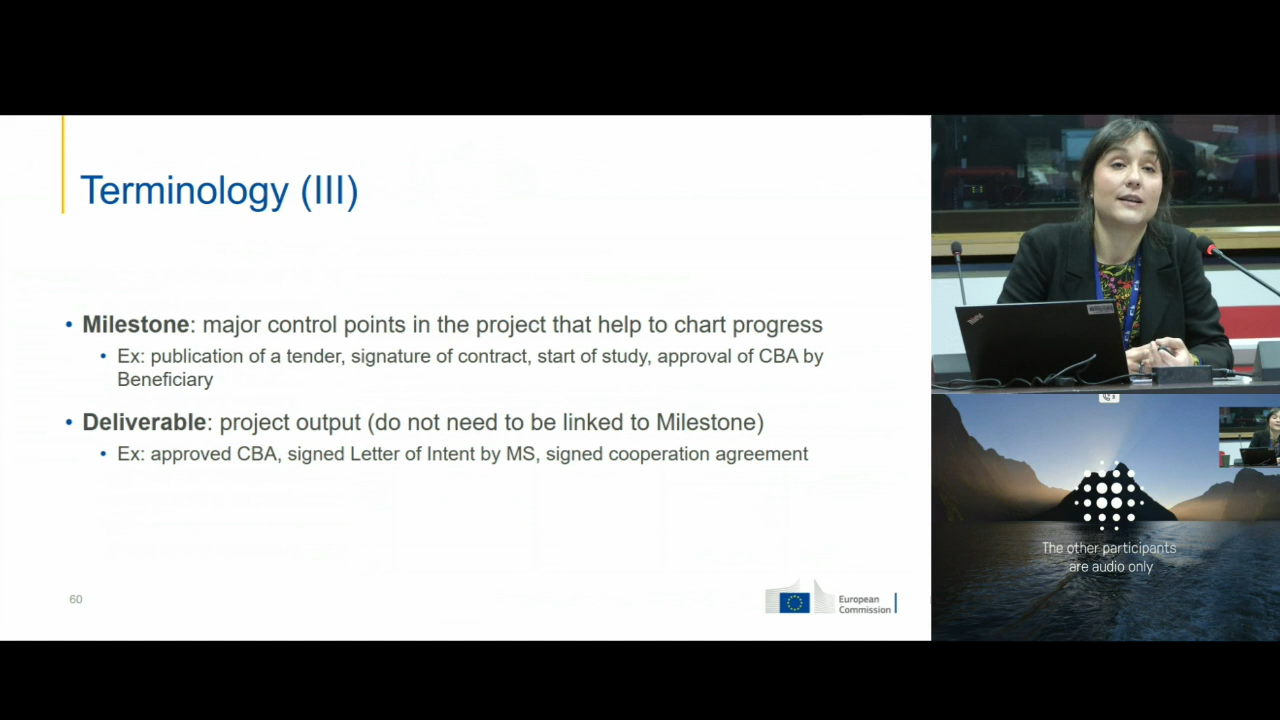 Terminology (III)
• Milestone: major control points in the project that help to chart progress
• Ex: publication of a tender, signature of contract, start of study, approval of CBA by
Beneficiary
• Deliverable: project output (do not need to be linked to Milestone)
• Ex: approved CBA, signed Letter of Intent by MS, signed cooperation agreement
60
European
Commission
The other participants
are audio only